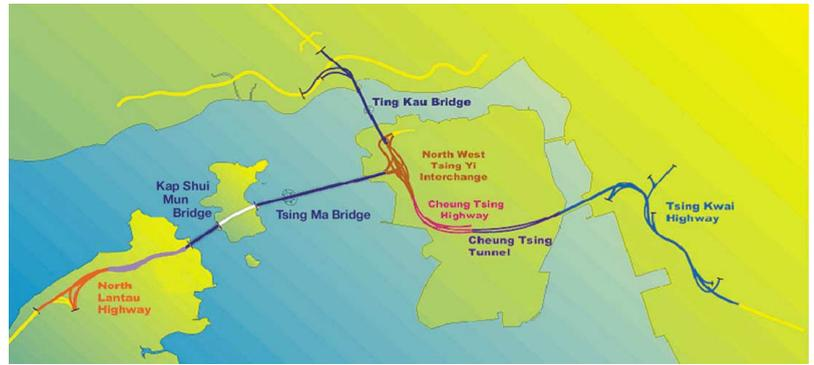 Ting Kau Bridge
North West
Tsing Yi
Interchange
Kap Shui
Mun
Bridge
Tsing Ma Bridge
Cheung Tsing
Highway
Tsing Kwai
Highway
Cheung Tsing
Tunnel
North
Lantau
Highway